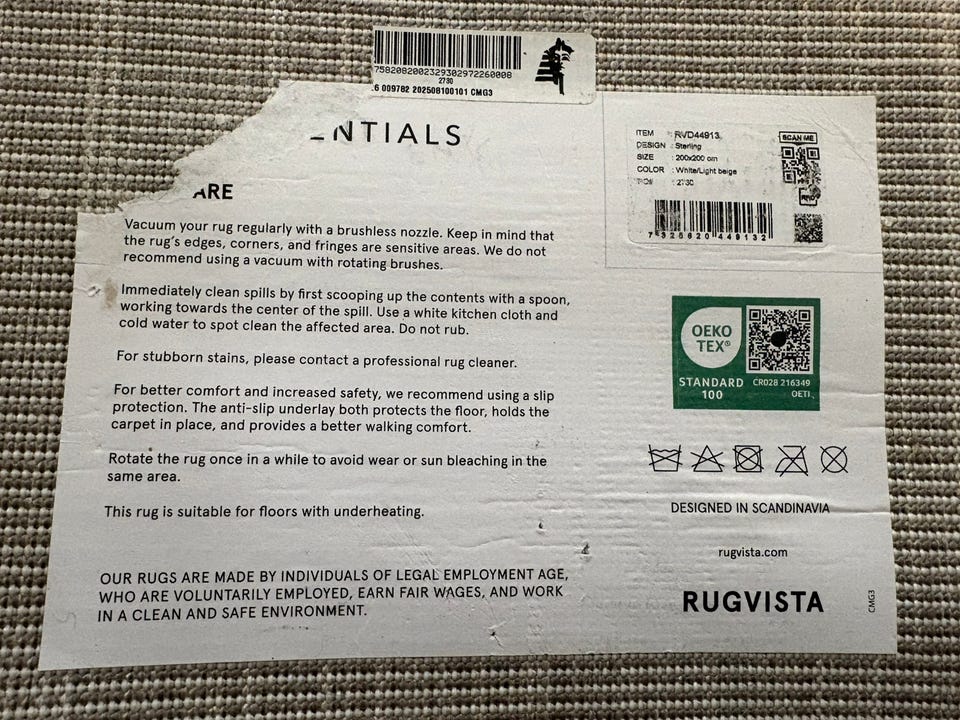 7582082002329302972260008
2730
.6 009782 202508100101 CMG3
NTIALS
ARE
Vacuum your rug regularly with a brushless nozzle. Keep in mind that
the rug's edges, corners, and fringes are sensitive areas. We do not
recommend using a vacuum with rotating brushes.
Immediately clean spills by first scooping up the contents with a spoon,
working towards the center of the spill. Use a white kitchen cloth and
cold water to spot clean the affected area. Do not rub.
For stubborn stains, please contact a professional rug cleaner.
For better comfort and increased safety, we recommend using a slip
protection. The anti-slip underlay both protects the floor, holds the
carpet in place, and provides a better walking comfort.
Rotate the rug once in a while to avoid wear or sun bleaching in the
same area.
This rug is suitable for floors with underheating.
OUR RUGS ARE MADE BY INDIVIDUALS OF LEGAL EMPLOYMENT AGE,
WHO ARE VOLUNTARILY EMPLOYED, EARN FAIR WAGES, AND WORK
IN A CLEAN AND SAFE ENVIRONMENT.
ITEM : RVD44913
DESIGN : Sterling
SIZE : 200x200 cm
COLOR : White/Light beige
: 2730
SCAN ME
7 325620 449132
OEKO
TEX®
STANDARD
100
CR028 216349
OETI
DESIGNED IN SCANDINAVIA
rugvista.com
RUGVISTA
CMG3